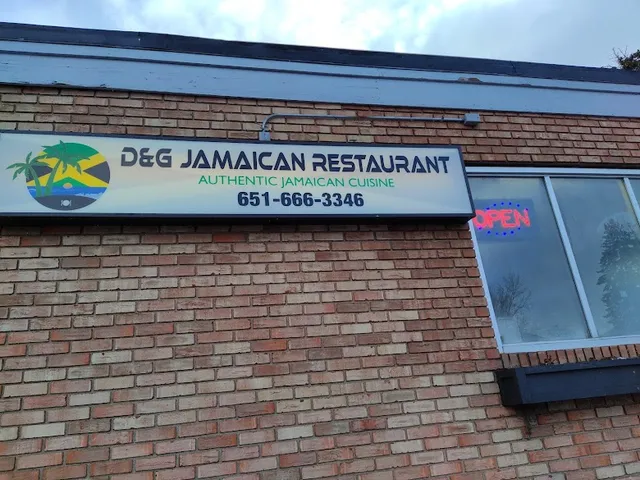 D&G JAMAICAN RESTAURANT
AUTHENTIC JAMAICAN CUISINE
651-666-3346
OPEN